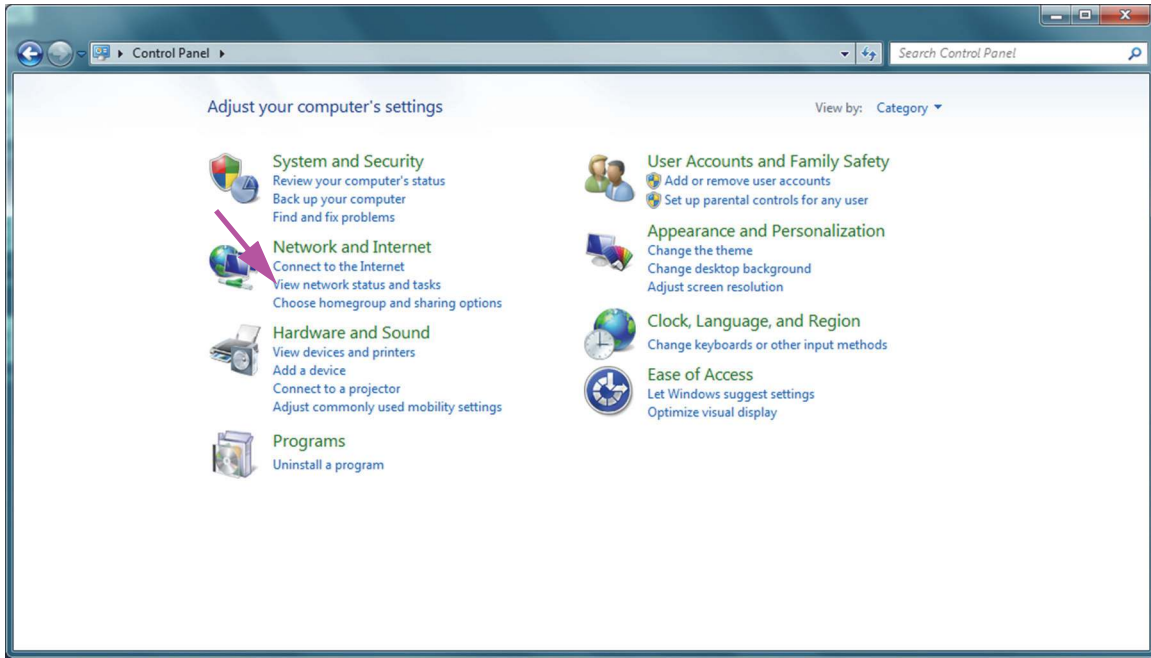 Control Panel
Search Control Panel
Adjust your computer's settings
View by: Category
System and Security
Review your computer's status
Back up your computer
Find and fix problems
Network and Internet
Connect to the Internet
View network status and tasks
Choose homegroup and sharing options
Hardware and Sound
View devices and printers
Add a device
Connect to a projector
Adjust commonly used mobility settings
Programs
Uninstall a program
User Accounts and Family Safety
Add or remove user accounts
Set up parental controls for any user
Appearance and Personalization
Change the theme
Change desktop background
Adjust screen resolution
Clock, Language, and Region
Change keyboards or other input methods
Ease of Access
Let Windows suggest settings
Optimize visual display